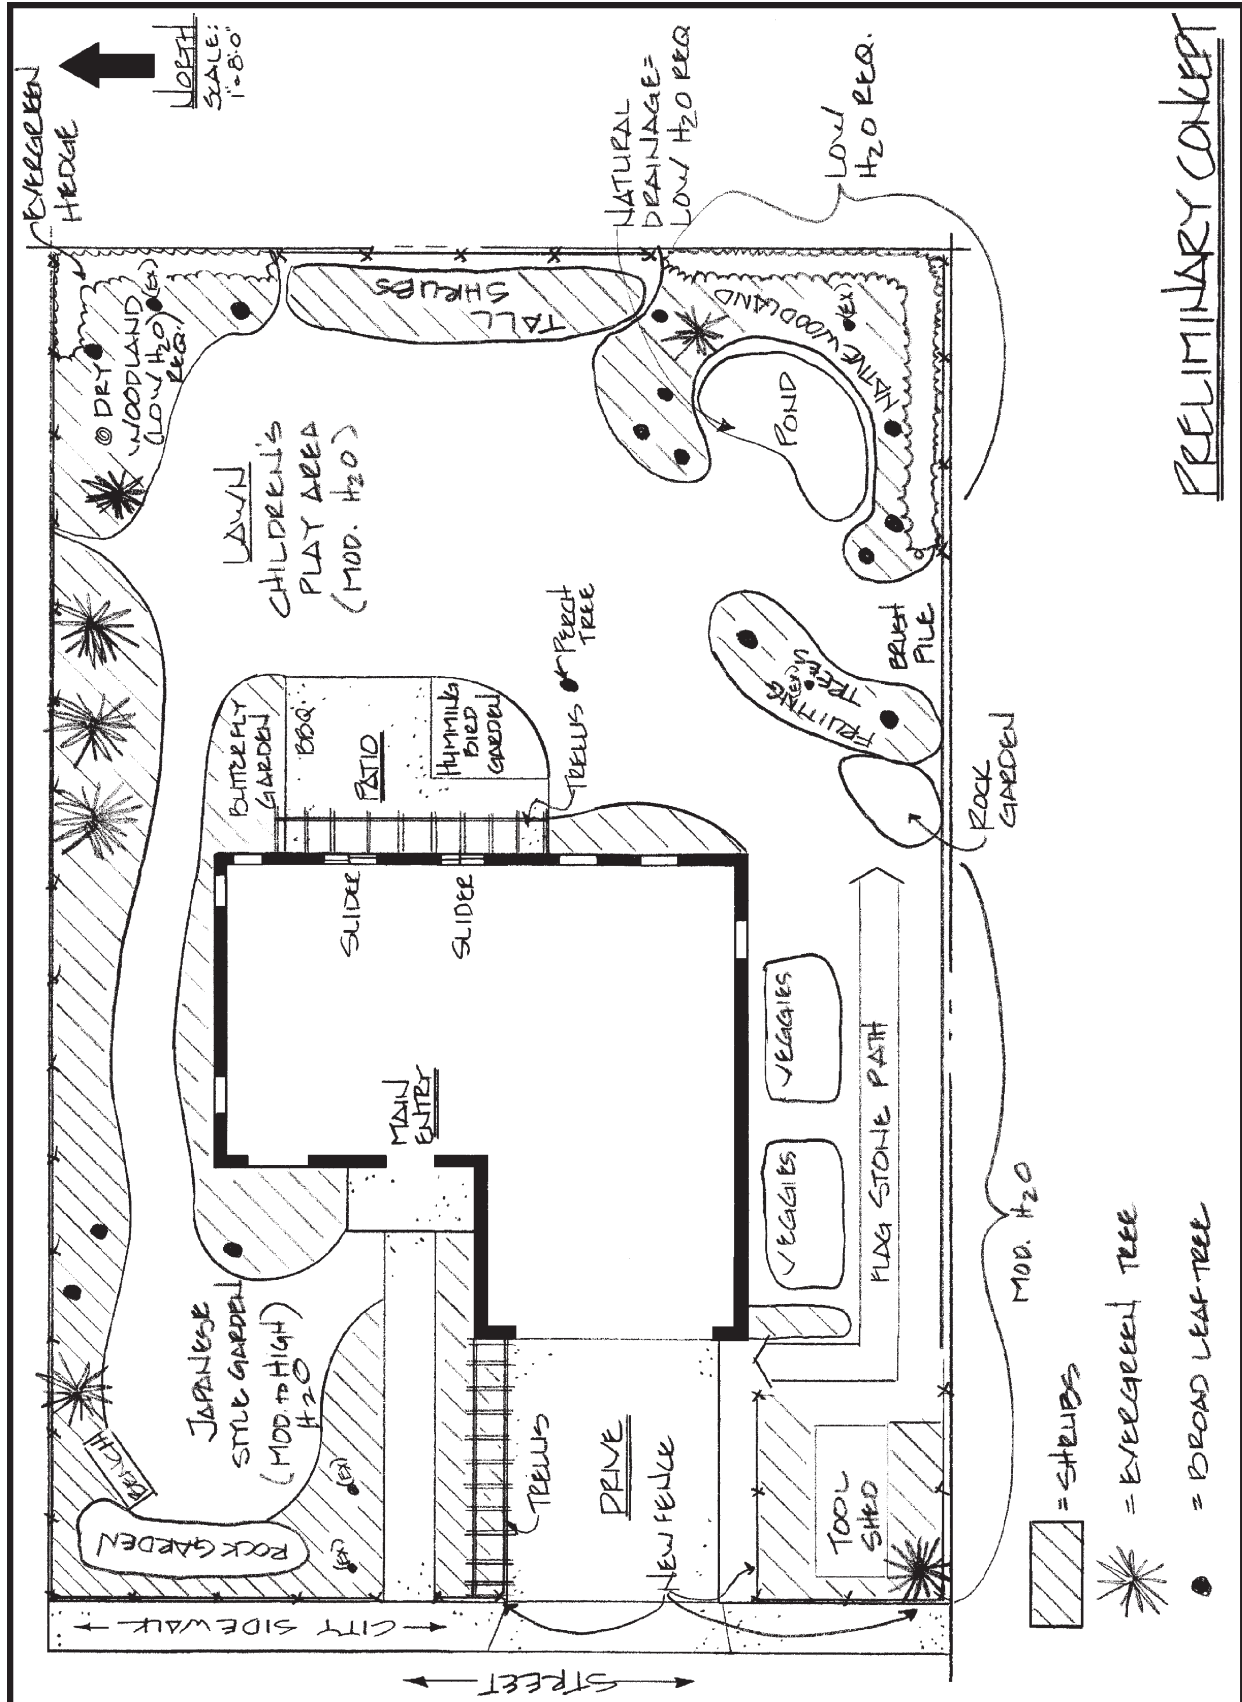 EVERGREEN
HEDGE
NORTH
SCALE:
1"=8'-0"
DRY
WOODLAND (EX)
(LOW H2O)
REQ.
TALL
SHRUBS
NATURAL
DRAINAGE=
LOW H2O REQ
LOW
H2O REQ.
NATIVE WOODLAND
(EX)
POND
LAWN
CHILDREN'S
PLAY AREA
(MOD. H2O)
PERCH
TREE
BRUSH
PILE
FRUITING
TREES
(EX)
BUTTERFLY
GARDEN
BBQ.
PATIO
HUMMING
BIRD
GARDEN
TRELLIS
ROCK
GARDEN
SLIDER
SLIDER
MAIN
ENTRY
VEGGIES
VEGGIES
FLAG STONE PATH
MOD. H2O
JAPANESE
STYLE GARDEN
(MOD. to HIGH)
H2O
BENCH
ROCK GARDEN
(EX)
(EX)
TRELLIS
DRIVE
NEW FENCE
TOOL
SHED
CITY SIDEWALK
STREET
= SHRUBS
= EVERGREEN TREE
= BROAD LEAF TREE
PRELIMINARY CONCEPT